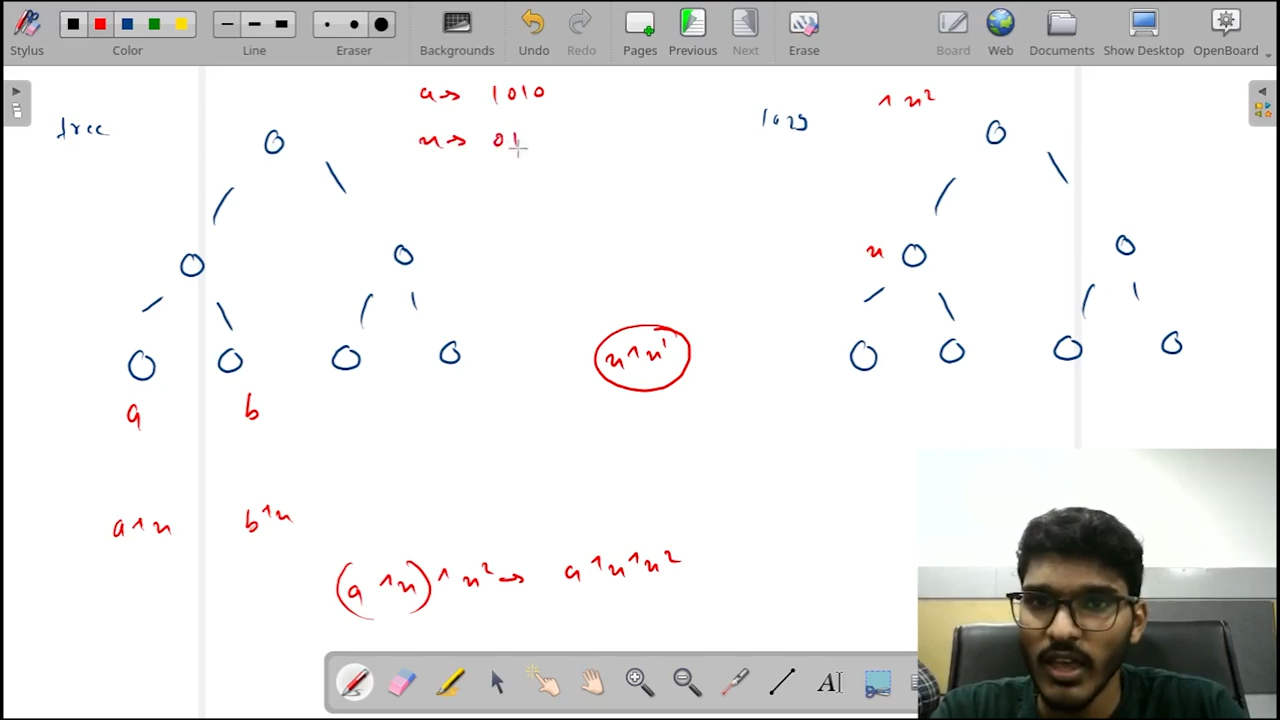 Stylus
Color
Line
Eraser
Backgrounds
Undo
Redo
Pages
Previous
Next
Erase
Board
Web
Documents
Show Desktop
OpenBoard
tree
a → 1010
x → 01
lazy
^ x²
x
x ^ x'
a
b
a ^ x
b ^ x
(a ^ x) ^ x² → a ^ x ^ x²